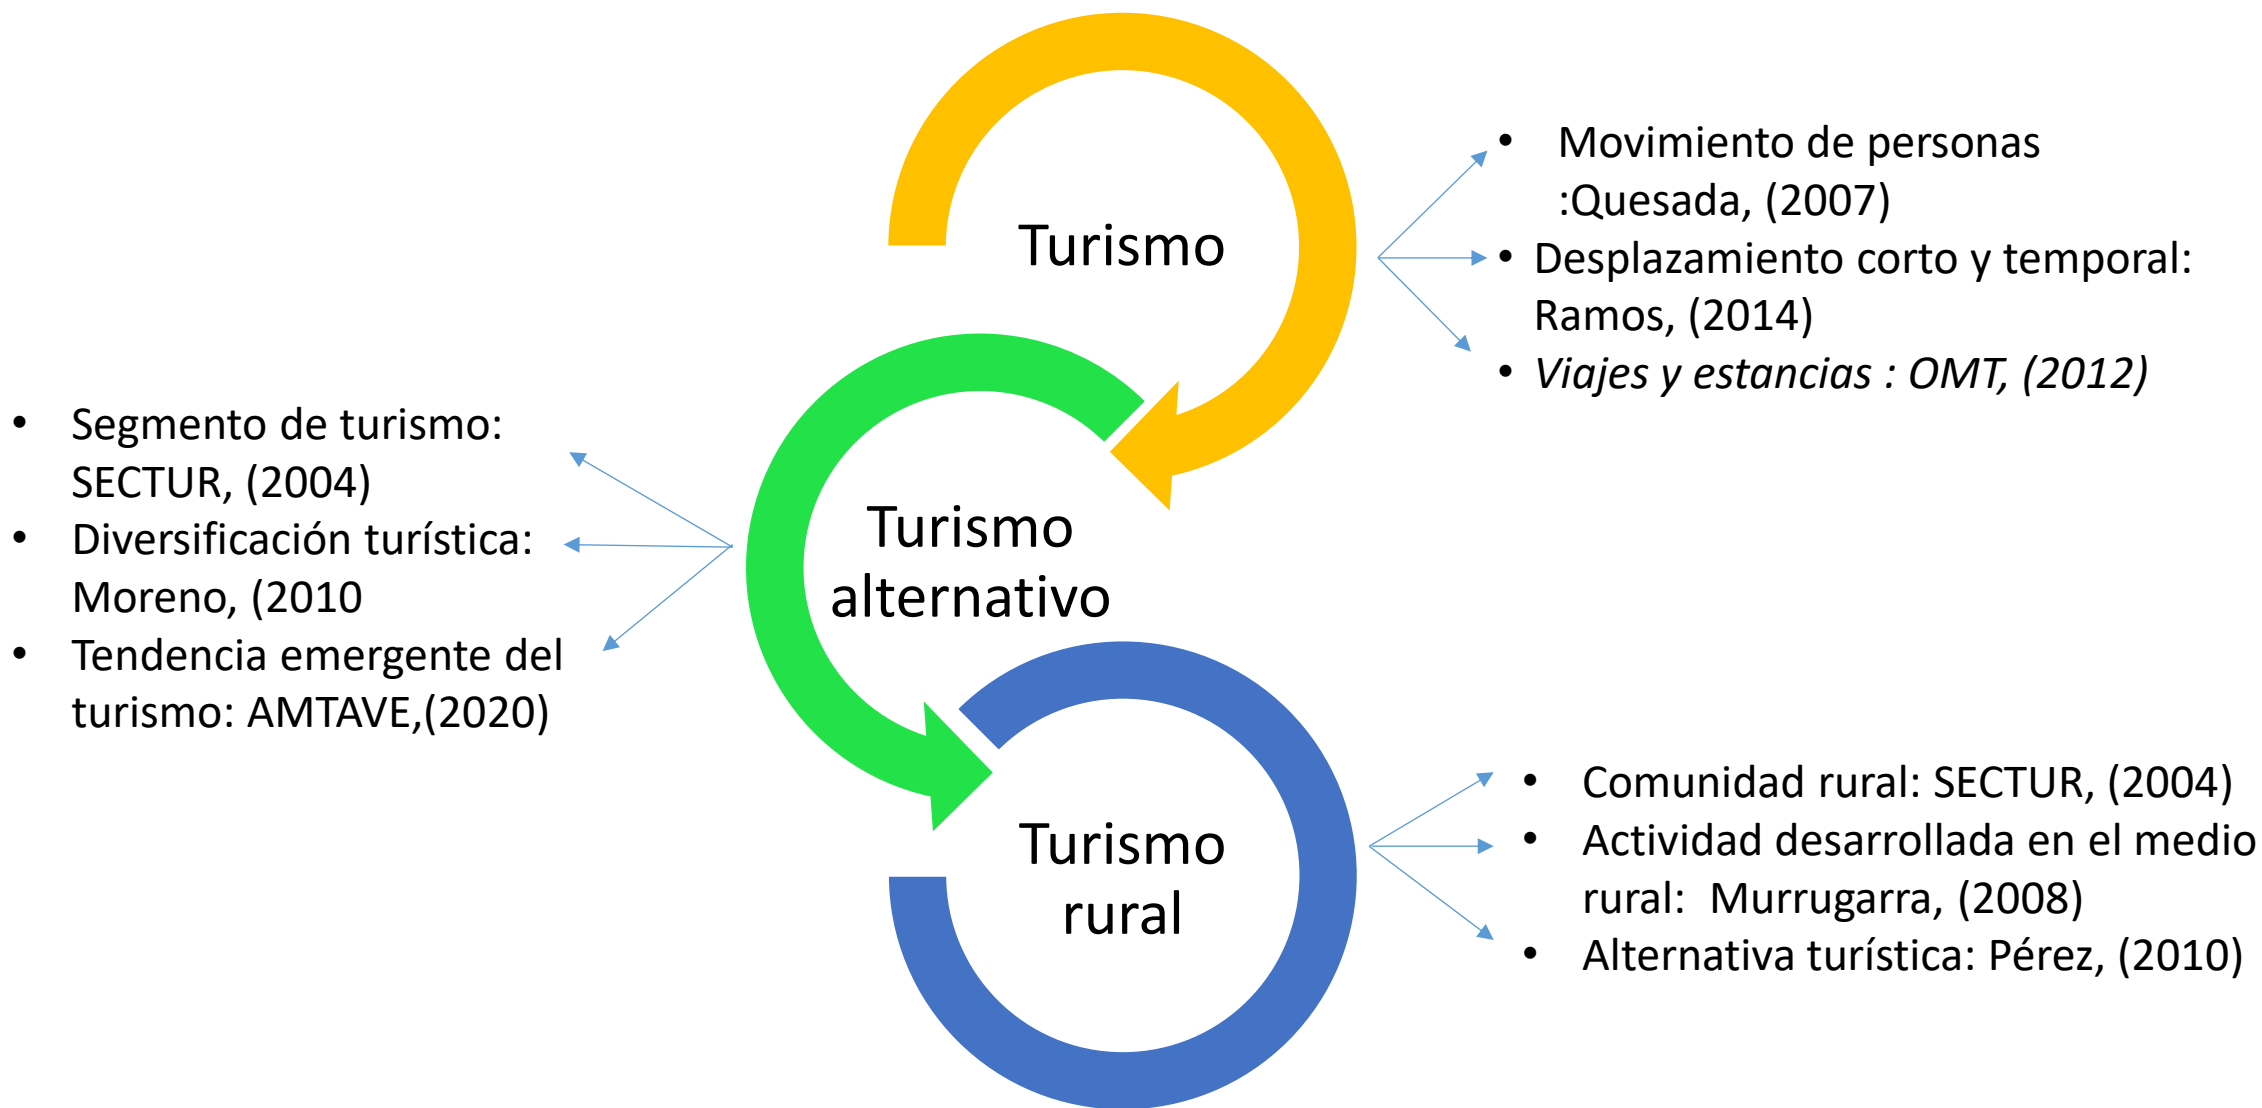 Turismo
• Movimiento de personas
:Quesada, (2007)
• Desplazamiento corto y temporal:
Ramos, (2014)
• Viajes y estancias : OMT, (2012)
Turismo
alternativo
• Segmento de turismo:
SECTUR, (2004)
• Diversificación turística:
Moreno, (2010
• Tendencia emergente del
turismo: AMTAVE,(2020)
Turismo
rural
• Comunidad rural: SECTUR, (2004)
• Actividad desarrollada en el medio
rural:  Murrugarra, (2008)
• Alternativa turística: Pérez, (2010)